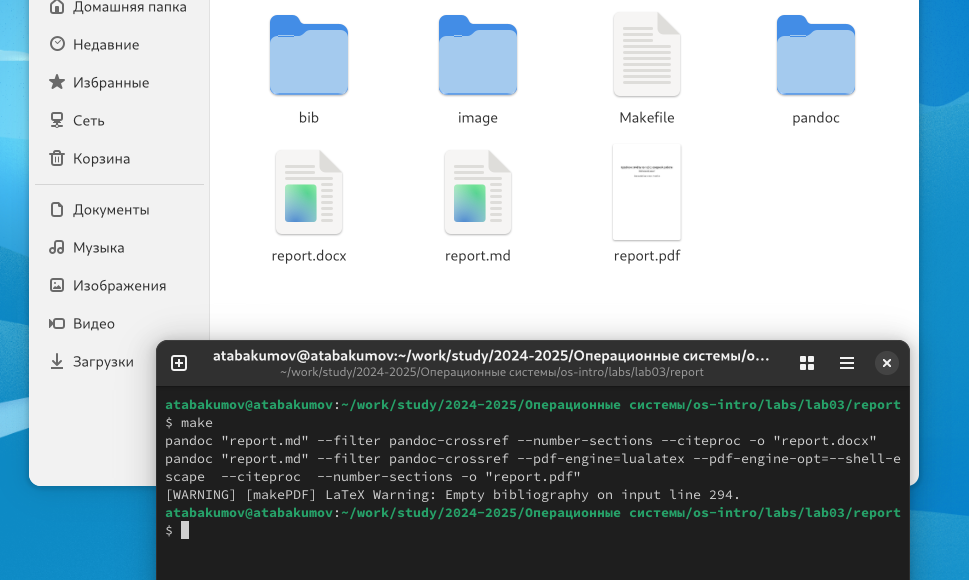 Домашняя папка
Недавние
Избранные
Сеть
Корзина
Документы
Музыка
Изображения
Видео
Загрузки
bib
image
Makefile
pandoc
report.docx
report.md
report.pdf
atabakumov@atabakumov:~/work/study/2024-2025/Операционные системы/о...
~/work/study/2024-2025/Операционные системы/os-intro/labs/lab03/report
atabakumov@atabakumov:~/work/study/2024-2025/Операционные системы/os-intro/labs/lab03/report
$ make
pandoc "report.md" --filter pandoc-crossref --number-sections --citeproc -o "report.docx"
pandoc "report.md" --filter pandoc-crossref --pdf-engine=lualatex --pdf-engine-opt=--shell-e
scape  --citeproc  --number-sections -o "report.pdf"
[WARNING] [makePDF] LaTeX Warning: Empty bibliography on input line 294.
atabakumov@atabakumov:~/work/study/2024-2025/Операционные системы/os-intro/labs/lab03/report
$